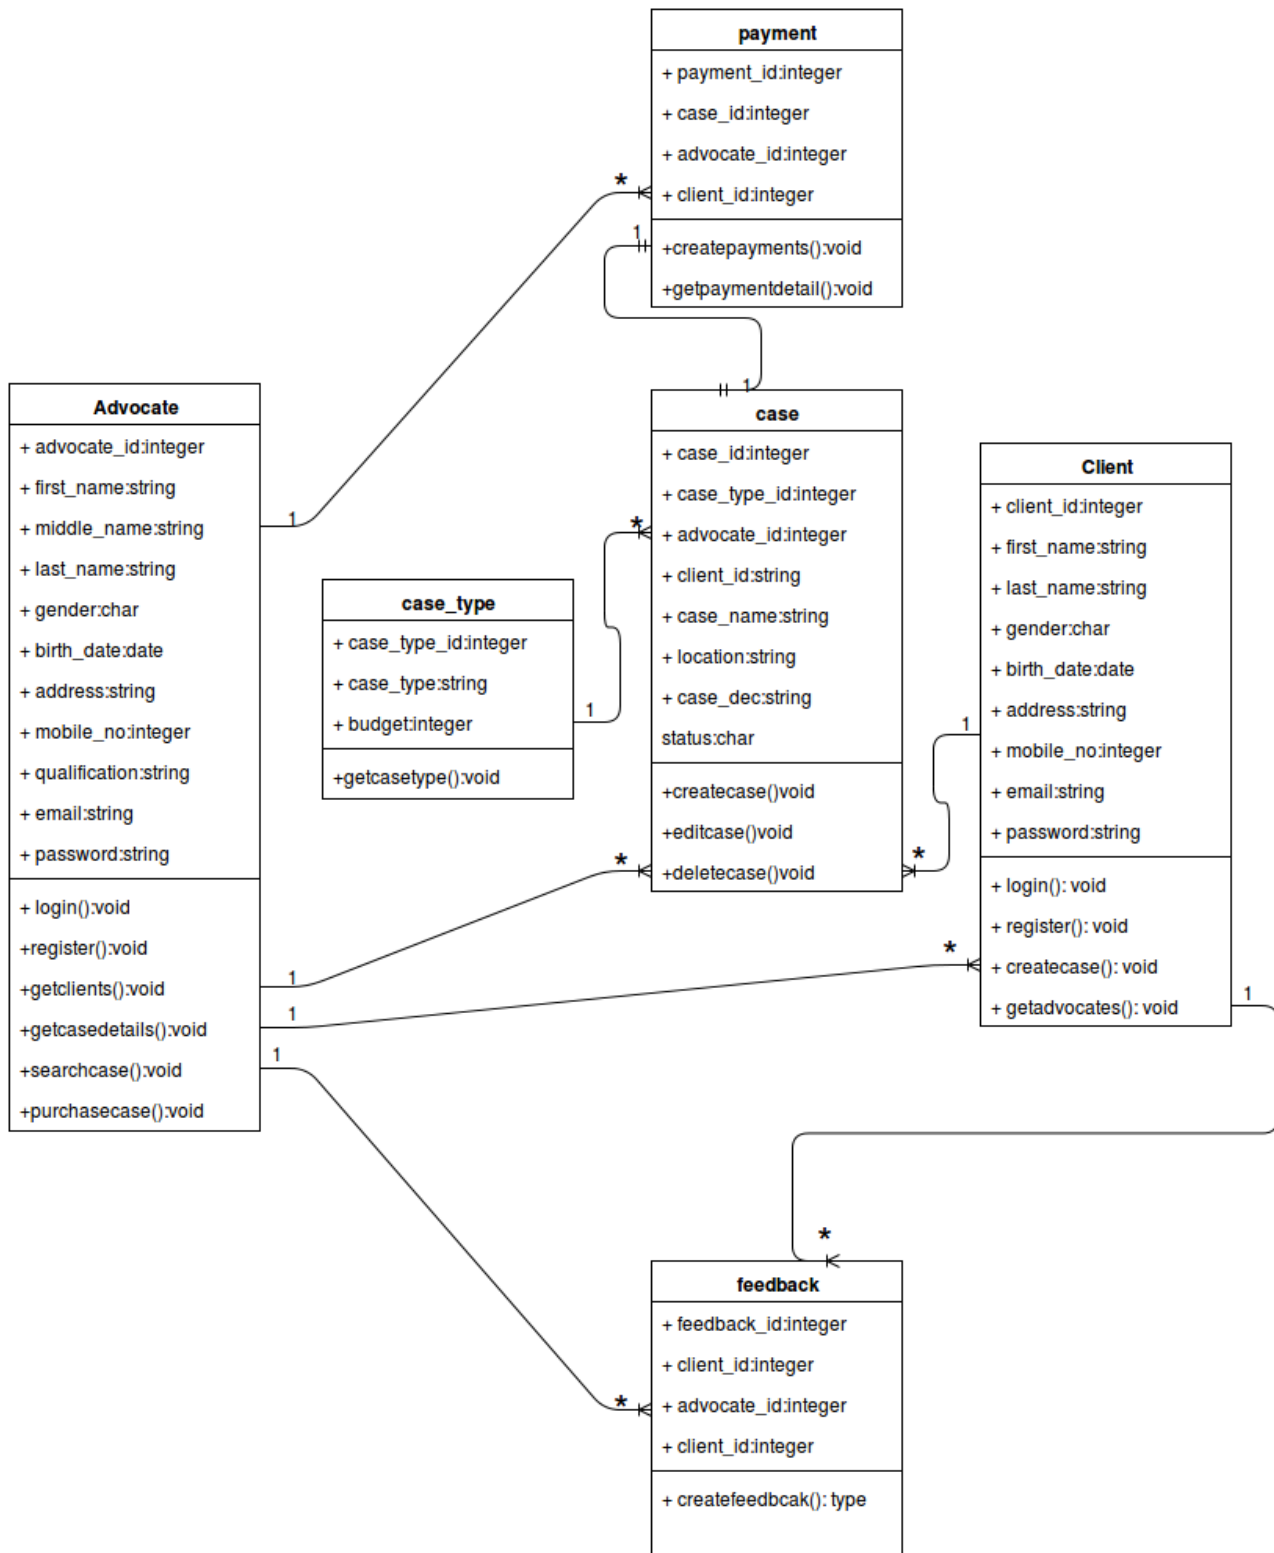 payment
+ payment_id:integer
+ case_id:integer
+ advocate_id:integer
+ client_id:integer
+createpayments():void
+getpaymentdetail():void
*
1
1
Advocate
+ advocate_id:integer
+ first_name:string
+ middle_name:string
+ last_name:string
+ gender:char
+ birth_date:date
+ address:string
+ mobile_no:integer
+ qualification:string
+ email:string
+ password:string
+ login():void
+register():void
+getclients():void
+getcasedetails():void
+searchcase():void
+purchasecase():void
1
1
1
1
case_type
+ case_type_id:integer
+ case_type:string
+ budget:integer
+getcasetype():void
1
*
case
+ case_id:integer
+ case_type_id:integer
+ advocate_id:integer
+ client_id:string
+ case_name:string
+ location:string
+ case_dec:string
status:char
+createcase()void
+editcase()void
+deletecase()void
*
*
1
Client
+ client_id:integer
+ first_name:string
+ last_name:string
+ gender:char
+ birth_date:date
+ address:string
+ mobile_no:integer
+ email:string
+ password:string
+ login(): void
+ register(): void
+ createcase(): void
+ getadvocates(): void
*
1
*
*
feedback
+ feedback_id:integer
+ client_id:integer
+ advocate_id:integer
+ client_id:integer
+ createfeedbcak(): type